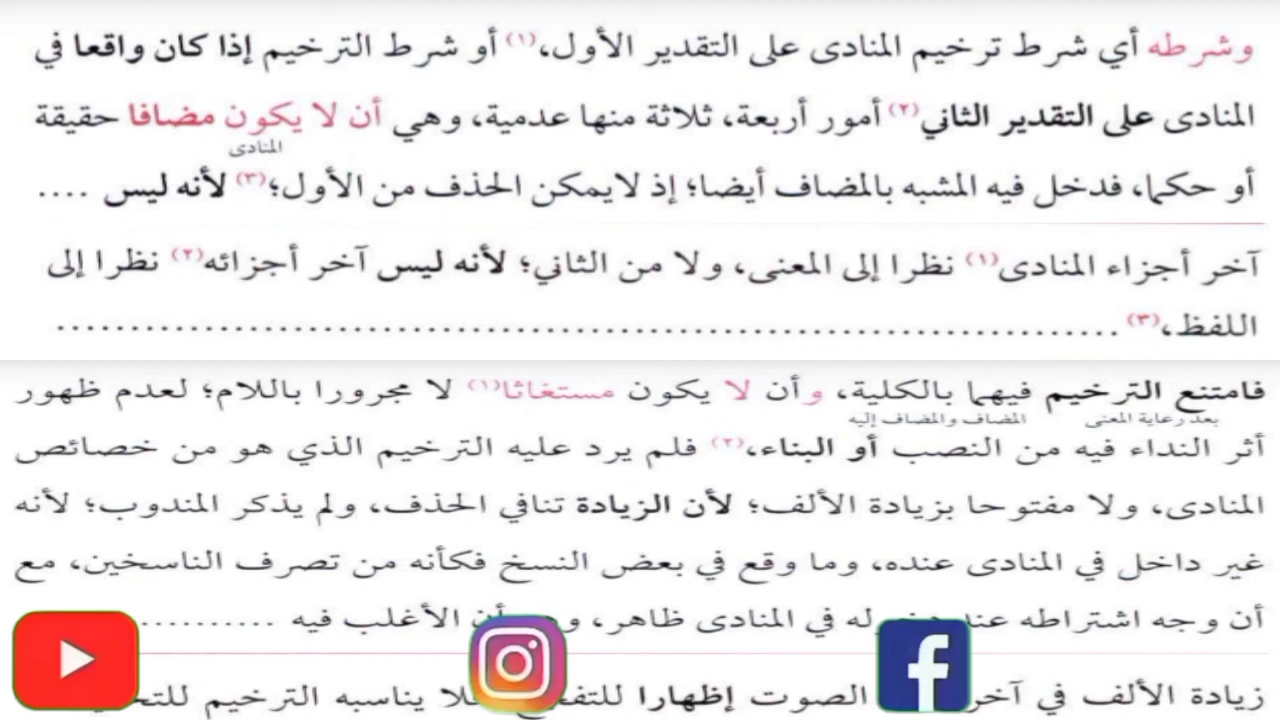 وشرطه أي شرط ترخيم المنادى على التقدير الأول،(١) أو شرط الترخيم إذا كان واقعا في
المنادى على التقدير الثاني(٢) أمور أربعة، ثلاثة منها عدمية، وهي أن لا يكون مضافا حقيقة
المنادى
أو حكما، فدخل فيه المشبه بالمضاف أيضا؛ إذ لايمكن الحذف من الأول؛(٣) لأنه ليس ....
آخر أجزاء المنادى(١) نظرا إلى المعنى، ولا من الثاني؛ لأنه ليس آخر أجزائه(٢) نظرا إلى
اللفظ،(٣) ......................................................................
فامتنع الترخيم فيهما بالكلية، وأن لا يكون مستغاثا(١) لا مجرورا باللام؛ لعدم ظهور
بعد رعاية المعنى المضاف والمضاف إليه
أثر النداء فيه من النصب أو البناء،(٢) فلم يرد عليه الترخيم الذي هو من خصائص
المنادى، ولا مفتوحا بزيادة الألف؛ لأن الزيادة تنافي الحذف، ولم يذكر المندوب؛ لأنه
غير داخل في المنادى عنده، وما وقع في بعض النسخ فكأنه من تصرف الناسخين، مع
أن وجه اشتراطه عند له في المنادى ظاهر، أن الأغلب فيه ...........
زيادة الألف في آخر الصوت إظهارا يناسبه الترخيم